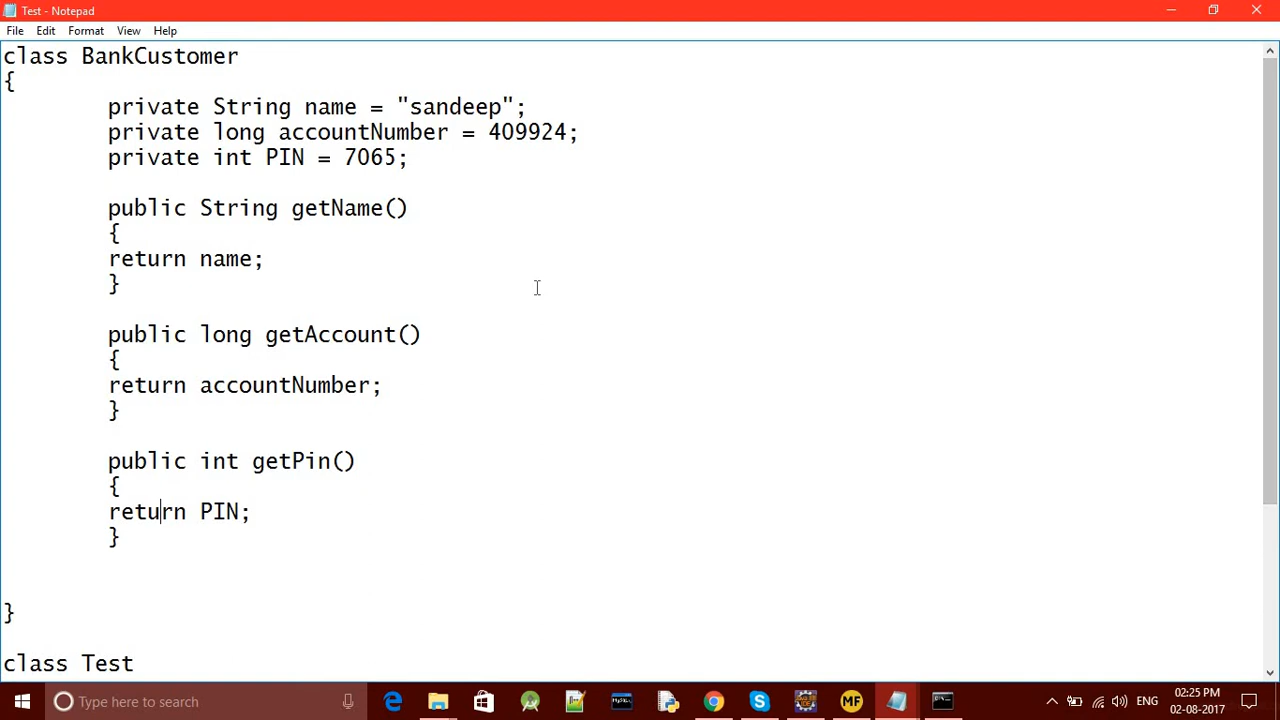 Test - Notepad
File Edit Format View Help
class BankCustomer
{
private String name = "sandeep";
private long accountNumber = 409924;
private int PIN = 7065;
public String getName()
{
return name;
}
public long getAccount()
{
return accountNumber;
}
public int getPin()
{
return PIN;
}
}
class Test
Type here to search
MF
ENG
02:25 PM
02-08-2017